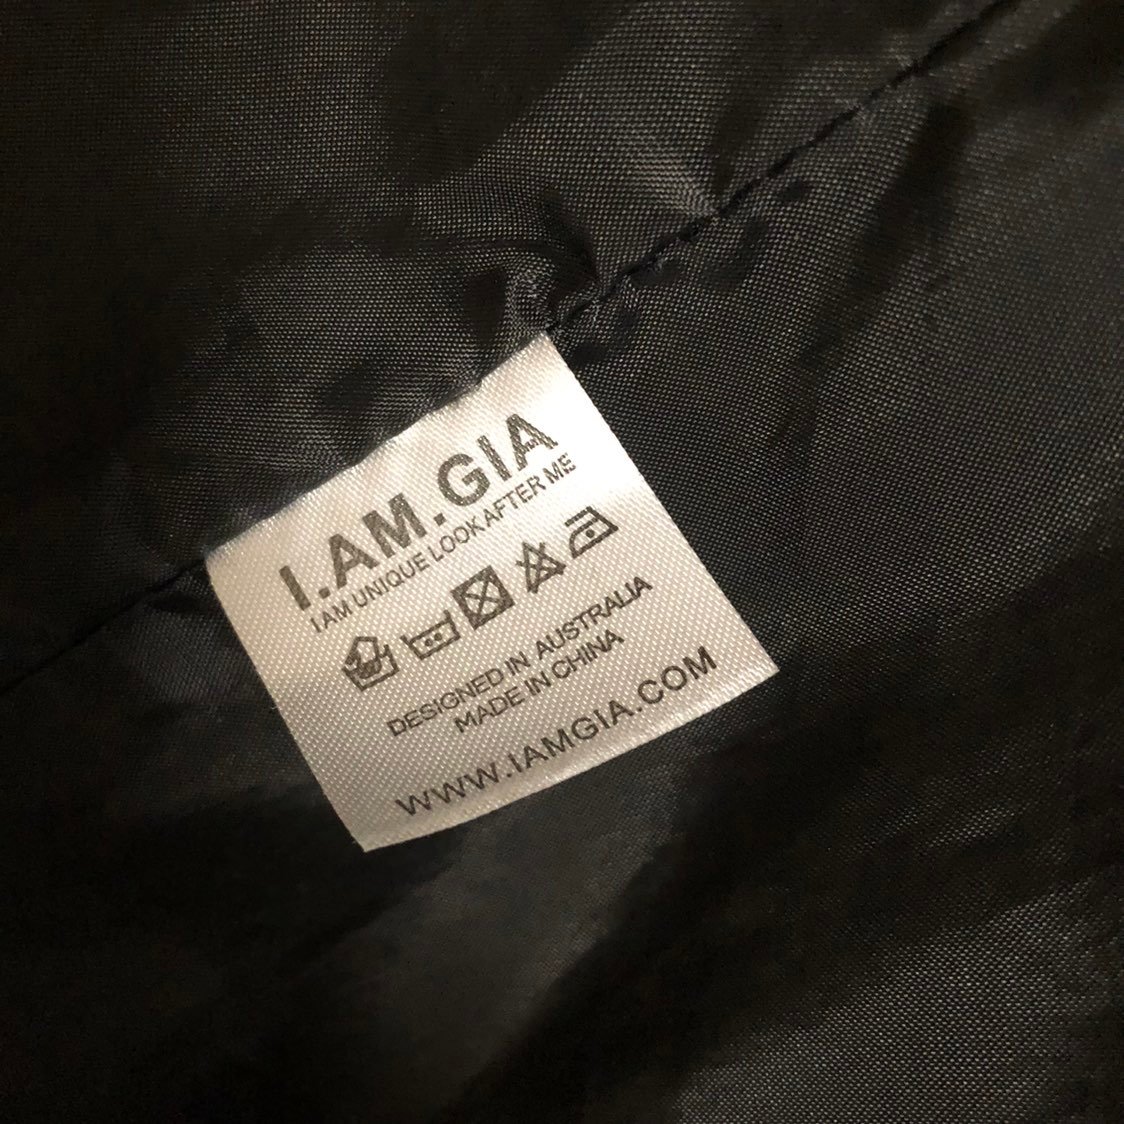 I.AM.GIA
I AM UNIQUE LOOK AFTER ME
DESIGNED IN AUSTRALIA
MADE IN CHINA
WWW.IAMGIA.COM